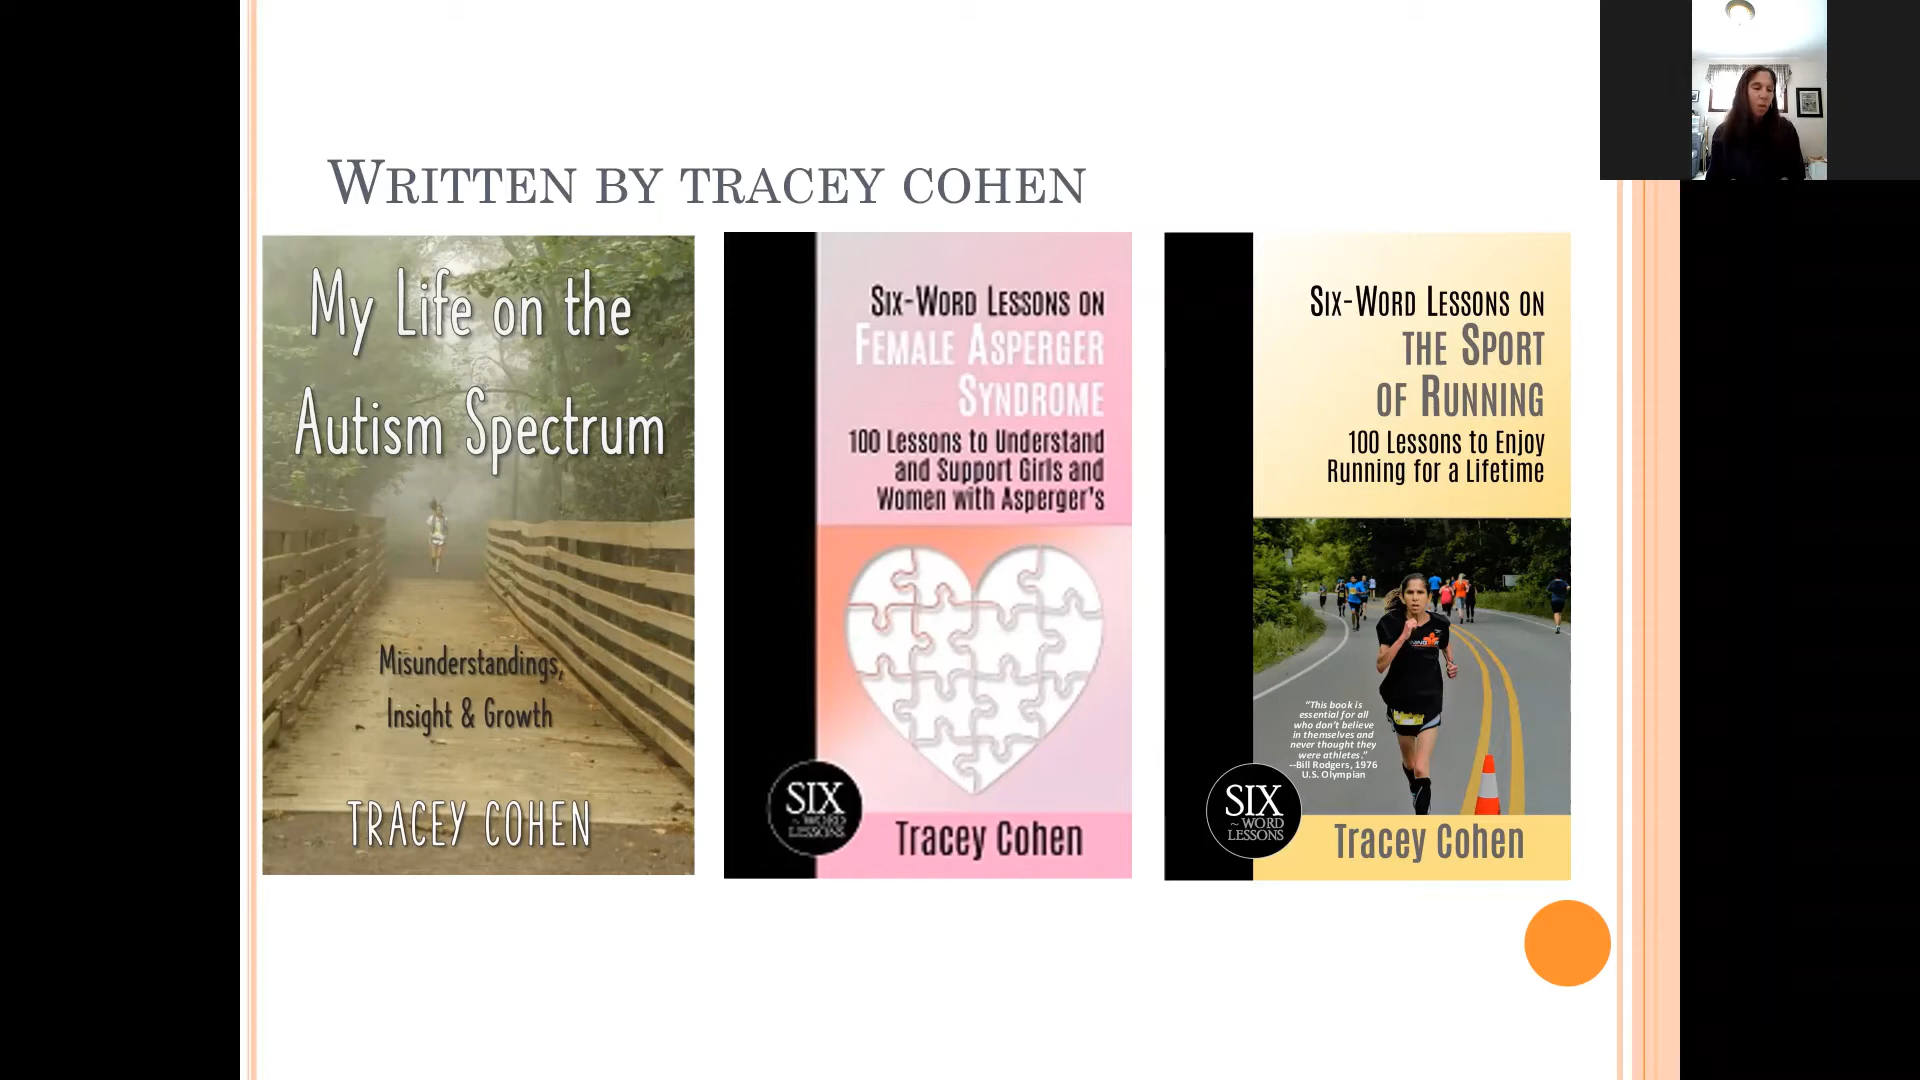 WRITTEN BY TRACEY COHEN
My Life on the
Autism Spectrum
Misunderstandings,
Insight & Growth
TRACEY COHEN
SIX-WORD LESSONS ON
FEMALE ASPERGER
SYNDROME
100 Lessons to Understand
and Support Girls and
Women with Asperger's
SIX
~ WORD
LESSONS
Tracey Cohen
SIX-WORD LESSONS ON
THE SPORT
OF RUNNING
100 Lessons to Enjoy
Running for a Lifetime
"This book is
essential for all
who don't believe
in themselves and
never thought they
were athletes."
--Bill Rodgers, 1976
U.S. Olympian
SIX
~ WORD
LESSONS
Tracey Cohen